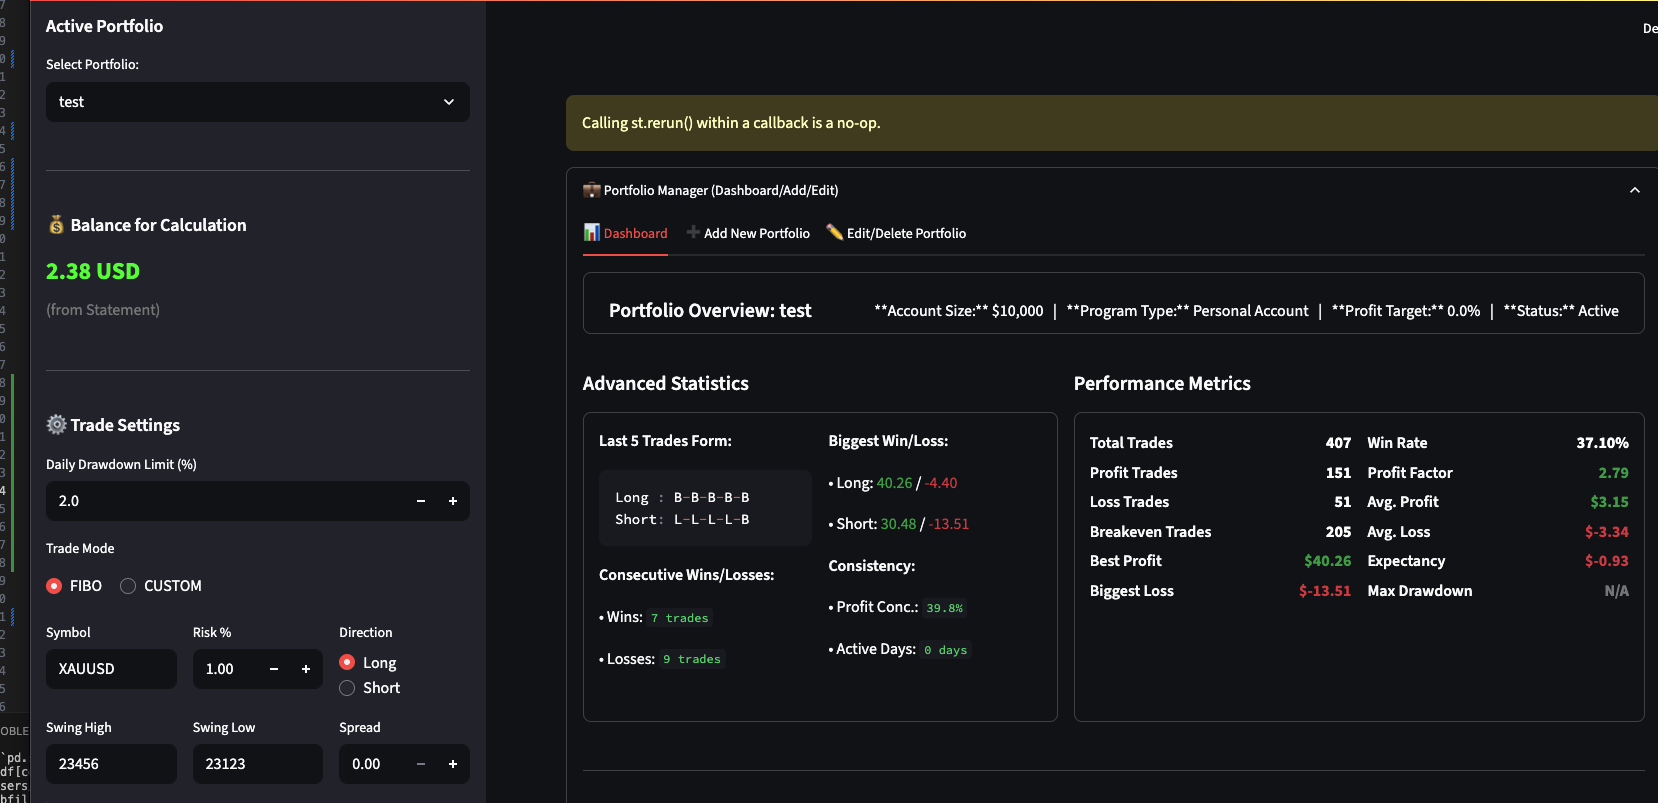 Active Portfolio
Select Portfolio:
test
💰 Balance for Calculation
2.38 USD
(from Statement)
⚙️ Trade Settings
Daily Drawdown Limit (%)
2.0 − +
Trade Mode
FIBO CUSTOM
Symbol Risk % Direction
XAUUSD 1.00 − + Long
Short
Swing High Swing Low Spread
23456 23123 0.00 − +
De
Calling st.rerun() within a callback is a no-op.
💼 Portfolio Manager (Dashboard/Add/Edit)
📊 Dashboard ➕ Add New Portfolio ✏️ Edit/Delete Portfolio
Portfolio Overview: test **Account Size:** $10,000 | **Program Type:** Personal Account | **Profit Target:** 0.0% | **Status:** Active
Advanced Statistics
Last 5 Trades Form:
Long : B-B-B-B-B
Short: L-L-L-L-B
Consecutive Wins/Losses:
• Wins: 7 trades
• Losses: 9 trades
Biggest Win/Loss:
• Long: 40.26 / -4.40
• Short: 30.48 / -13.51
Consistency:
• Profit Conc.: 39.8%
• Active Days: 0 days
Performance Metrics
Total Trades 407 Win Rate 37.10%
Profit Trades 151 Profit Factor 2.79
Loss Trades 51 Avg. Profit $3.15
Breakeven Trades 205 Avg. Loss $-3.34
Best Profit $40.26 Expectancy $-0.93
Biggest Loss $-13.51 Max Drawdown N/A
OBLE
`pd.
df[c
sers
bfil